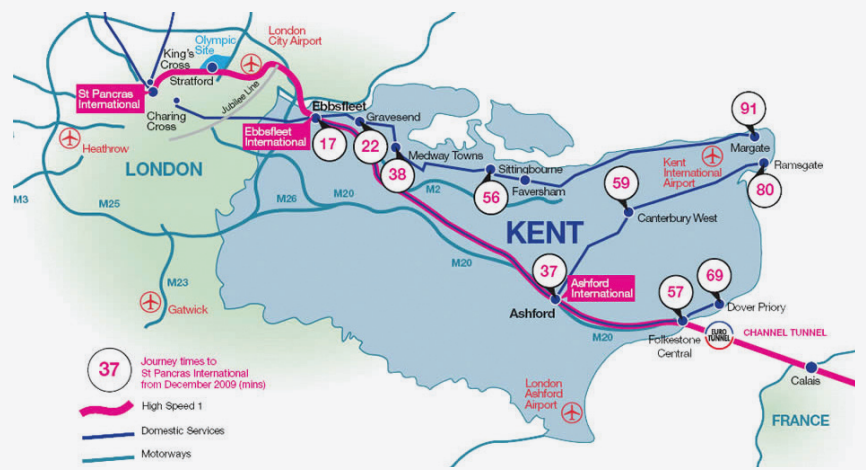 London
City Airport
Olympic
Site
King's
Cross
Stratford
St Pancras
International
Jubilee Line
Charing
Cross
Ebbsfleet
Ebbsfleet
International
Gravesend
17
22
38
Medway Towns
Sittingbourne
Faversham
56
91
Margate
Kent
International
Airport
Ramsgate
80
59
Canterbury West
Heathrow
LONDON
M3
M25
M26
M20
M2
M20
KENT
M23
Gatwick
37
Ashford
International
Ashford
57
69
Dover Priory
M20
Folkestone
Central
EURO
TUNNEL
CHANNEL TUNNEL
Calais
FRANCE
London
Ashford
Airport
37
Journey times to
St Pancras International
from December 2009 (mins)
High Speed 1
Domestic Services
Motorways